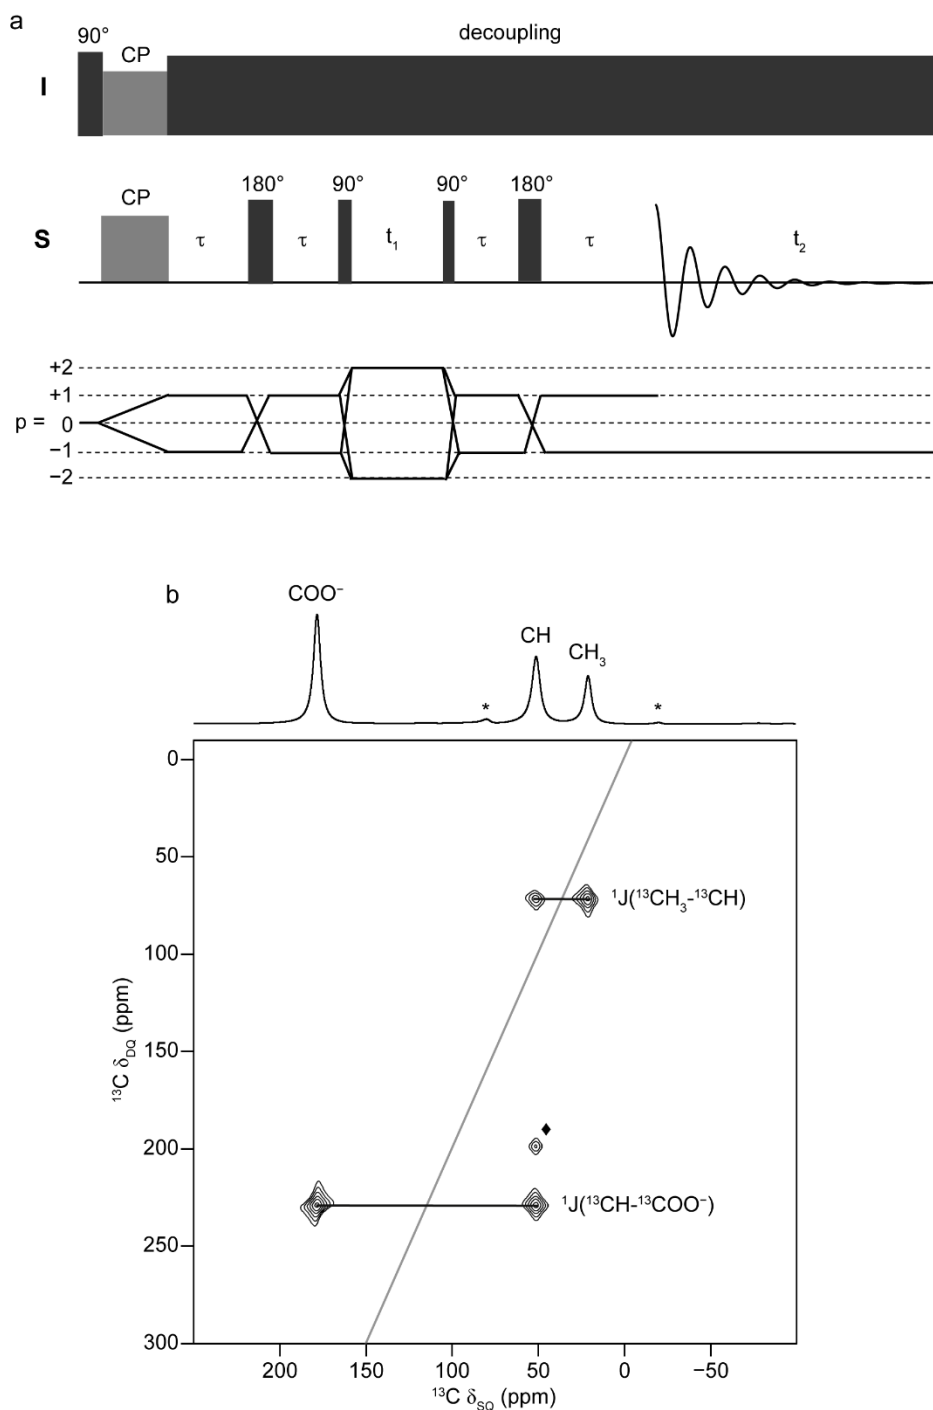 a
90°
CP
decoupling
I
CP
180°
90°
90°
180°
S
τ
τ
t₁
τ
τ
t₂
+2
+1
p = 0
−1
−2
b
COO⁻
CH
CH₃
*
*
0
50
100
150
200
250
300
¹³C δDQ (ppm)
¹J(¹³CH₃-¹³CH)
♦
¹J(¹³CH-¹³COO⁻)
200 150 100 50 0 −50
¹³C δSQ (ppm)